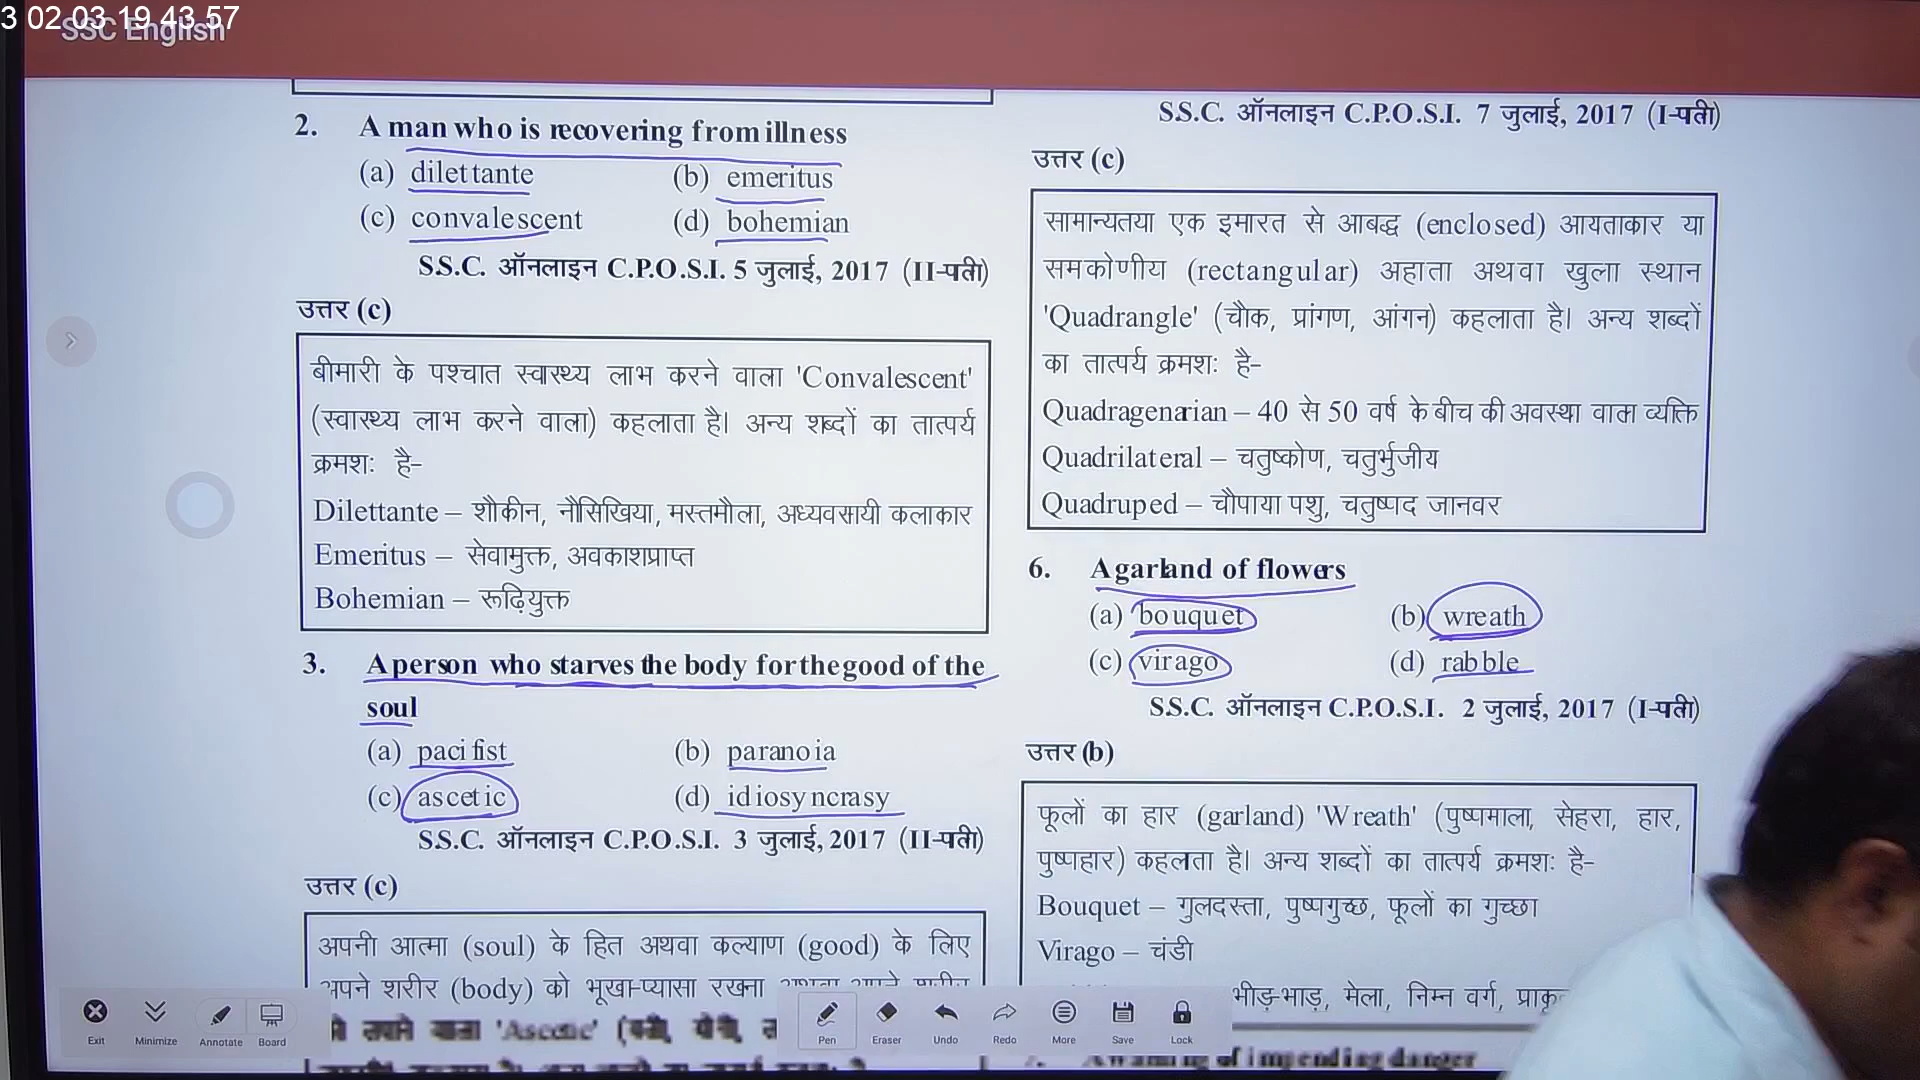 3 02 03 19 43 57
SSC English
2. A man who is recovering from illness
(a) dilettante (b) emeritus
(c) convalescent (d) bohemian
S.S.C. ऑनलाइन C.P.O.S.I. 5 जुलाई, 2017 (II-पाली)
उत्तर (c)
बीमारी के पश्चात स्वास्थ्य लाभ करने वाला 'Convalescent'
(स्वास्थ्य लाभ करने वाला) कहलाता है। अन्य शब्दों का तात्पर्य
क्रमशः है-
Dilettante – शौकीन, नौसिखिया, मस्तमौला, अध्यवसायी कलाकार
Emeritus – सेवामुक्त, अवकाशप्राप्त
Bohemian – रूढ़ियुक्त
3. A person who starves the body for the good of the
soul
(a) pacifist (b) paranoia
(c) ascetic (d) idiosyncrasy
S.S.C. ऑनलाइन C.P.O.S.I. 3 जुलाई, 2017 (II-पाली)
उत्तर (c)
अपनी आत्मा (soul) के हित अथवा कल्याण (good) के लिए
अपने शरीर (body) को भूखा-प्यासा रखना अथवा अपने शरीर
वाला 'Ascetic'
S.S.C. ऑनलाइन C.P.O.S.I. 7 जुलाई, 2017 (I-पाली)
उत्तर (c)
सामान्यतया एक इमारत से आबद्ध (enclosed) आयताकार या
समकोणीय (rectangular) अहाता अथवा खुला स्थान
'Quadrangle' (चौक, प्रांगण, आंगन) कहलाता है। अन्य शब्दों
का तात्पर्य क्रमशः है-
Quadragenarian – 40 से 50 वर्ष के बीच की अवस्था वाला व्यक्ति
Quadrilateral – चतुष्कोण, चतुर्भुजीय
Quadruped – चौपाया पशु, चतुष्पद जानवर
6. A garland of flowers
(a) bouquet (b) wreath
(c) virago (d) rabble
S.S.C. ऑनलाइन C.P.O.S.I. 2 जुलाई, 2017 (I-पाली)
उत्तर (b)
फूलों का हार (garland) 'Wreath' (पुष्पमाला, सेहरा, हार,
पुष्पहार) कहलता है। अन्य शब्दों का तात्पर्य क्रमशः है-
Bouquet – गुलदस्ता, पुष्पगुच्छ, फूलों का गुच्छा
Virago – चंडी
भीड़-भाड़, मेला, निम्न वर्ग,
A warning of impending danger
Exit Minimize Annotate Board Pen Eraser Undo Redo More Save Lock